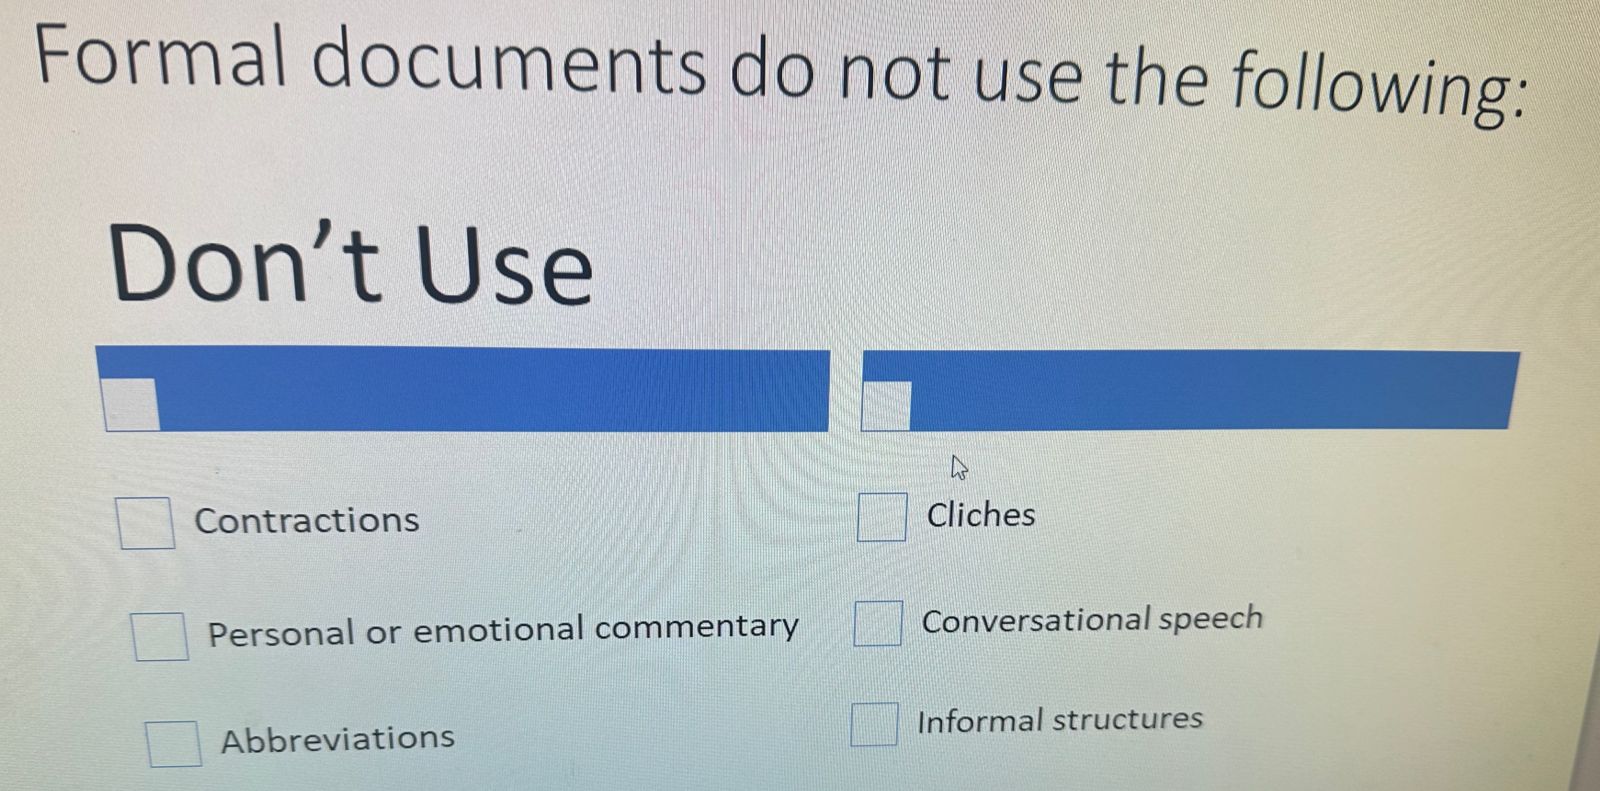 Formal documents do not use the following:
Don't Use
Contractions
Personal or emotional commentary
Abbreviations
Cliches
Conversational speech
Informal structures